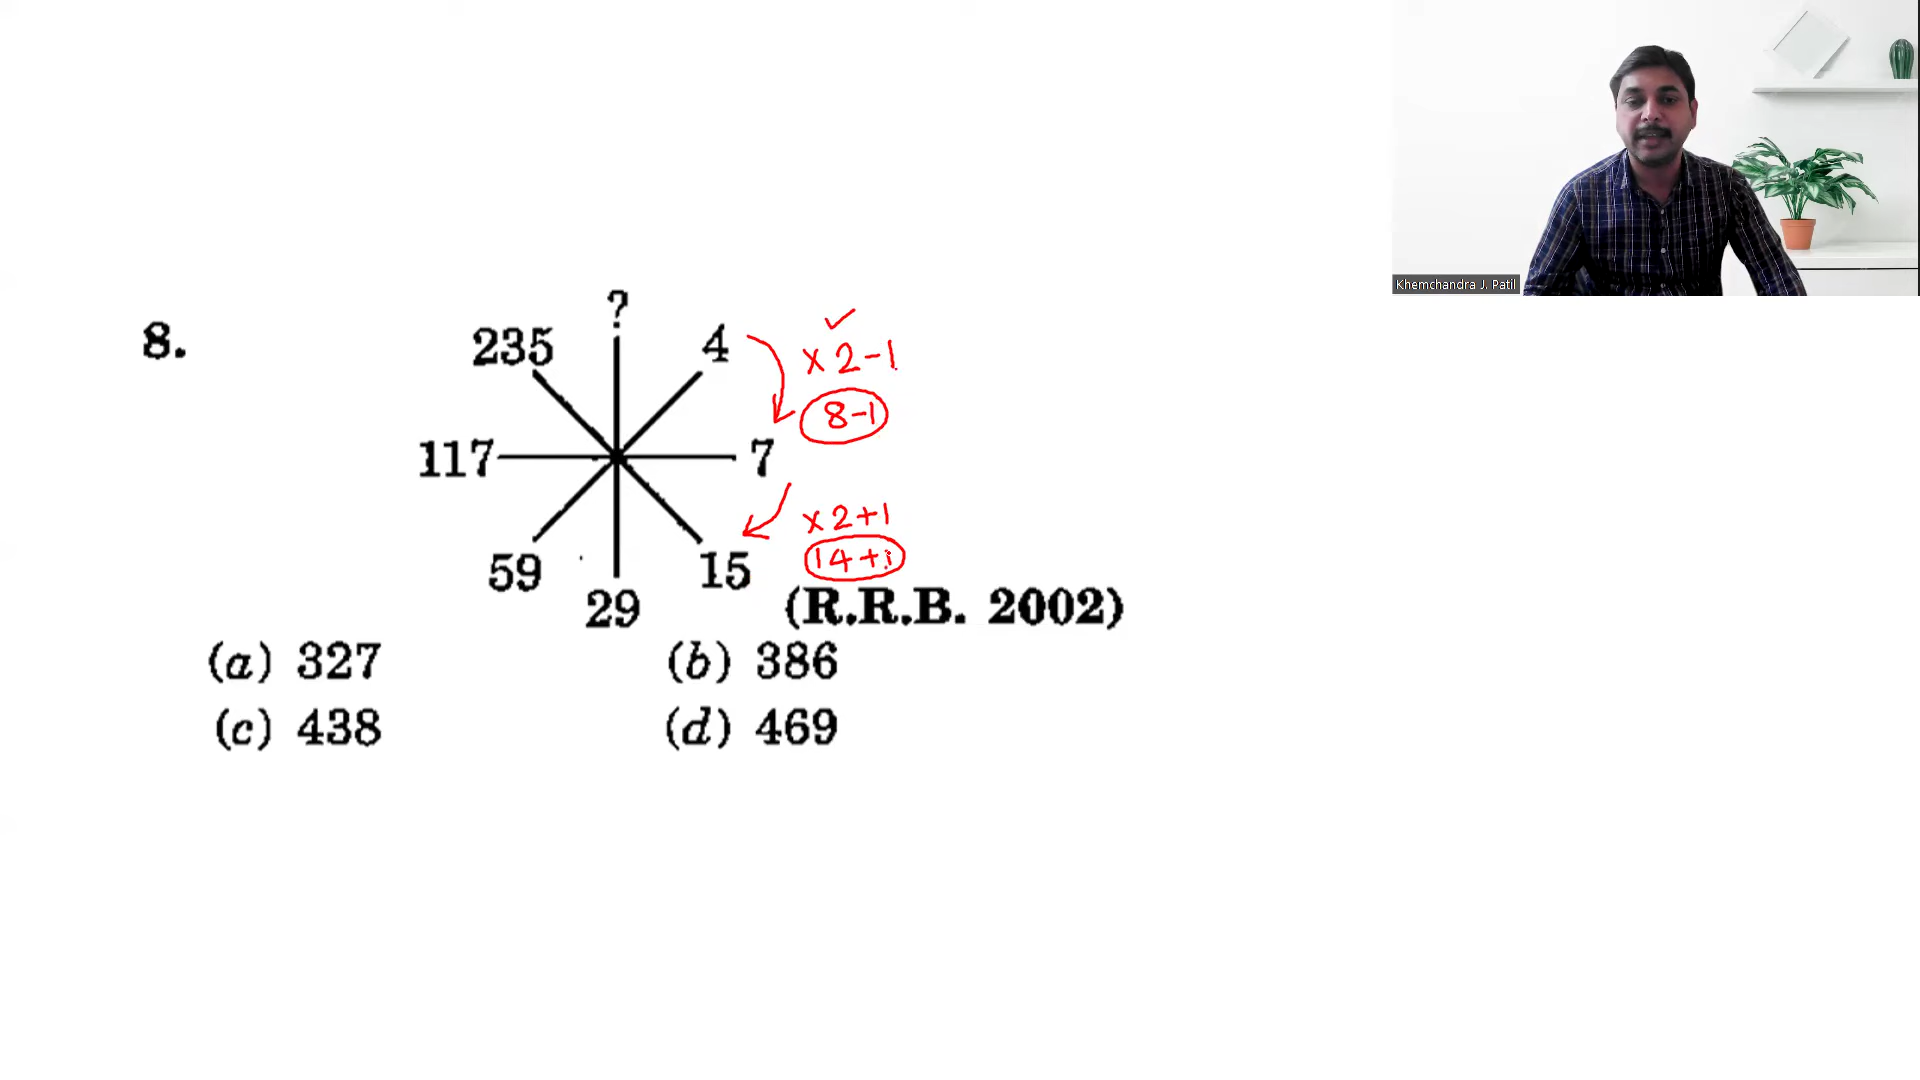 Khemchandra J. Patil
8.
?
235
4
× 2 - 1
8 - 1
117
7
× 2 + 1
14 + 1
59
15
29
(R.R.B. 2002)
(a) 327 (b) 386
(c) 438 (d) 469